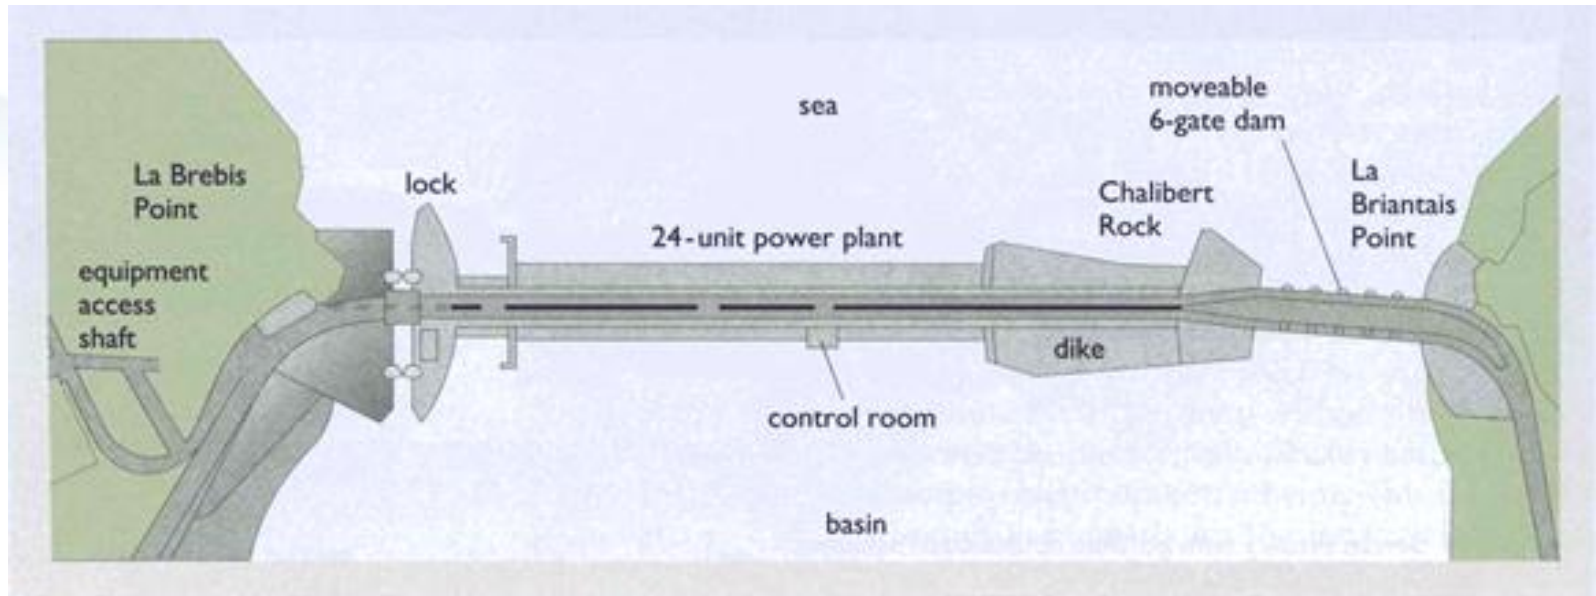 sea
moveable
6-gate dam
La Brebis
Point
lock
La
Briantais
Point
Chalibert
Rock
24-unit power plant
equipment
access
shaft
dike
control room
basin